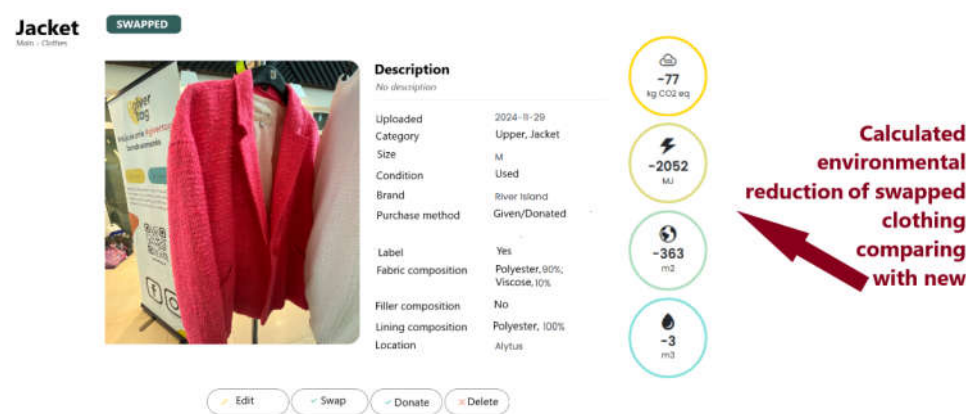 Jacket
SWAPPED
Main - Clothes
Description
No description
Uploaded 2024-11-29
Category Upper, Jacket
Size M
Condition Used
Brand River Island
Purchase method Given/Donated
Label Yes
Fabric composition Polyester, 90%;
Viscose, 10%
Filler composition No
Lining composition Polyester, 100%
Location Alytus
-77
kg CO2 eq
-2052
MJ
-363
m2
-3
m3
Calculated
environmental
reduction of swapped
clothing
comparing
with new
Edit
Swap
Donate
Delete